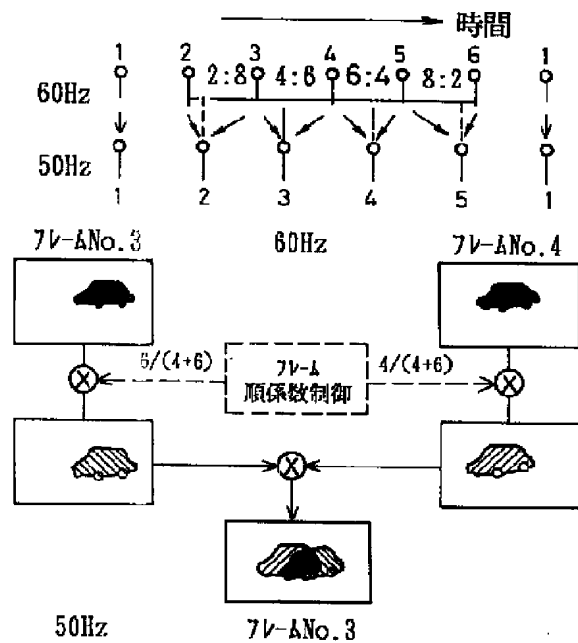 時間
1 2 3 4 5 6 1
2:8 4:6 6:4 8:2
60Hz
50Hz
1 2 3 4 5 1
フレームNo.3 60Hz フレームNo.4
6/(4+6) フレーム 4/(4+6)
順係数制御
50Hz フレームNo.3